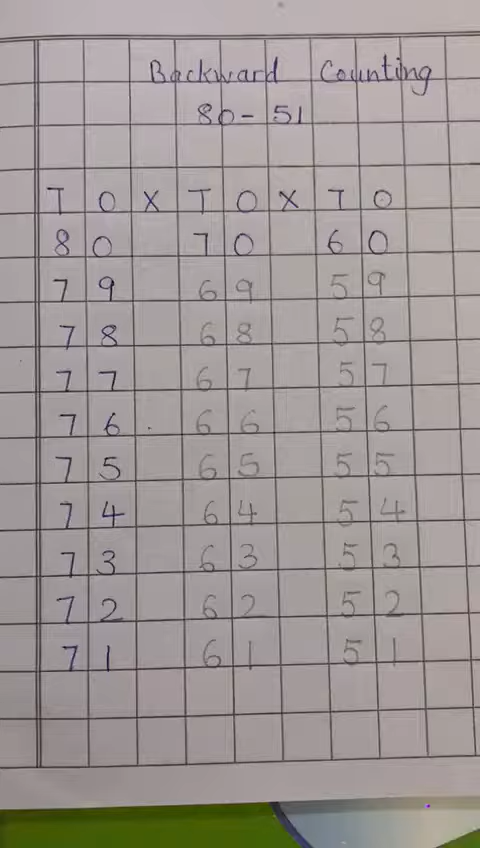 Backward Counting
80-51
T O X T O X T O
8 0 7 0 6 0
7 9 6 9 5 9
7 8 6 8 5 8
7 7 6 7 5 7
7 6 6 6 5 6
7 5 6 5 5 5
7 4 6 4 5 4
7 3 6 3 5 3
7 2 6 2 5 2
7 1 6 1 5 1